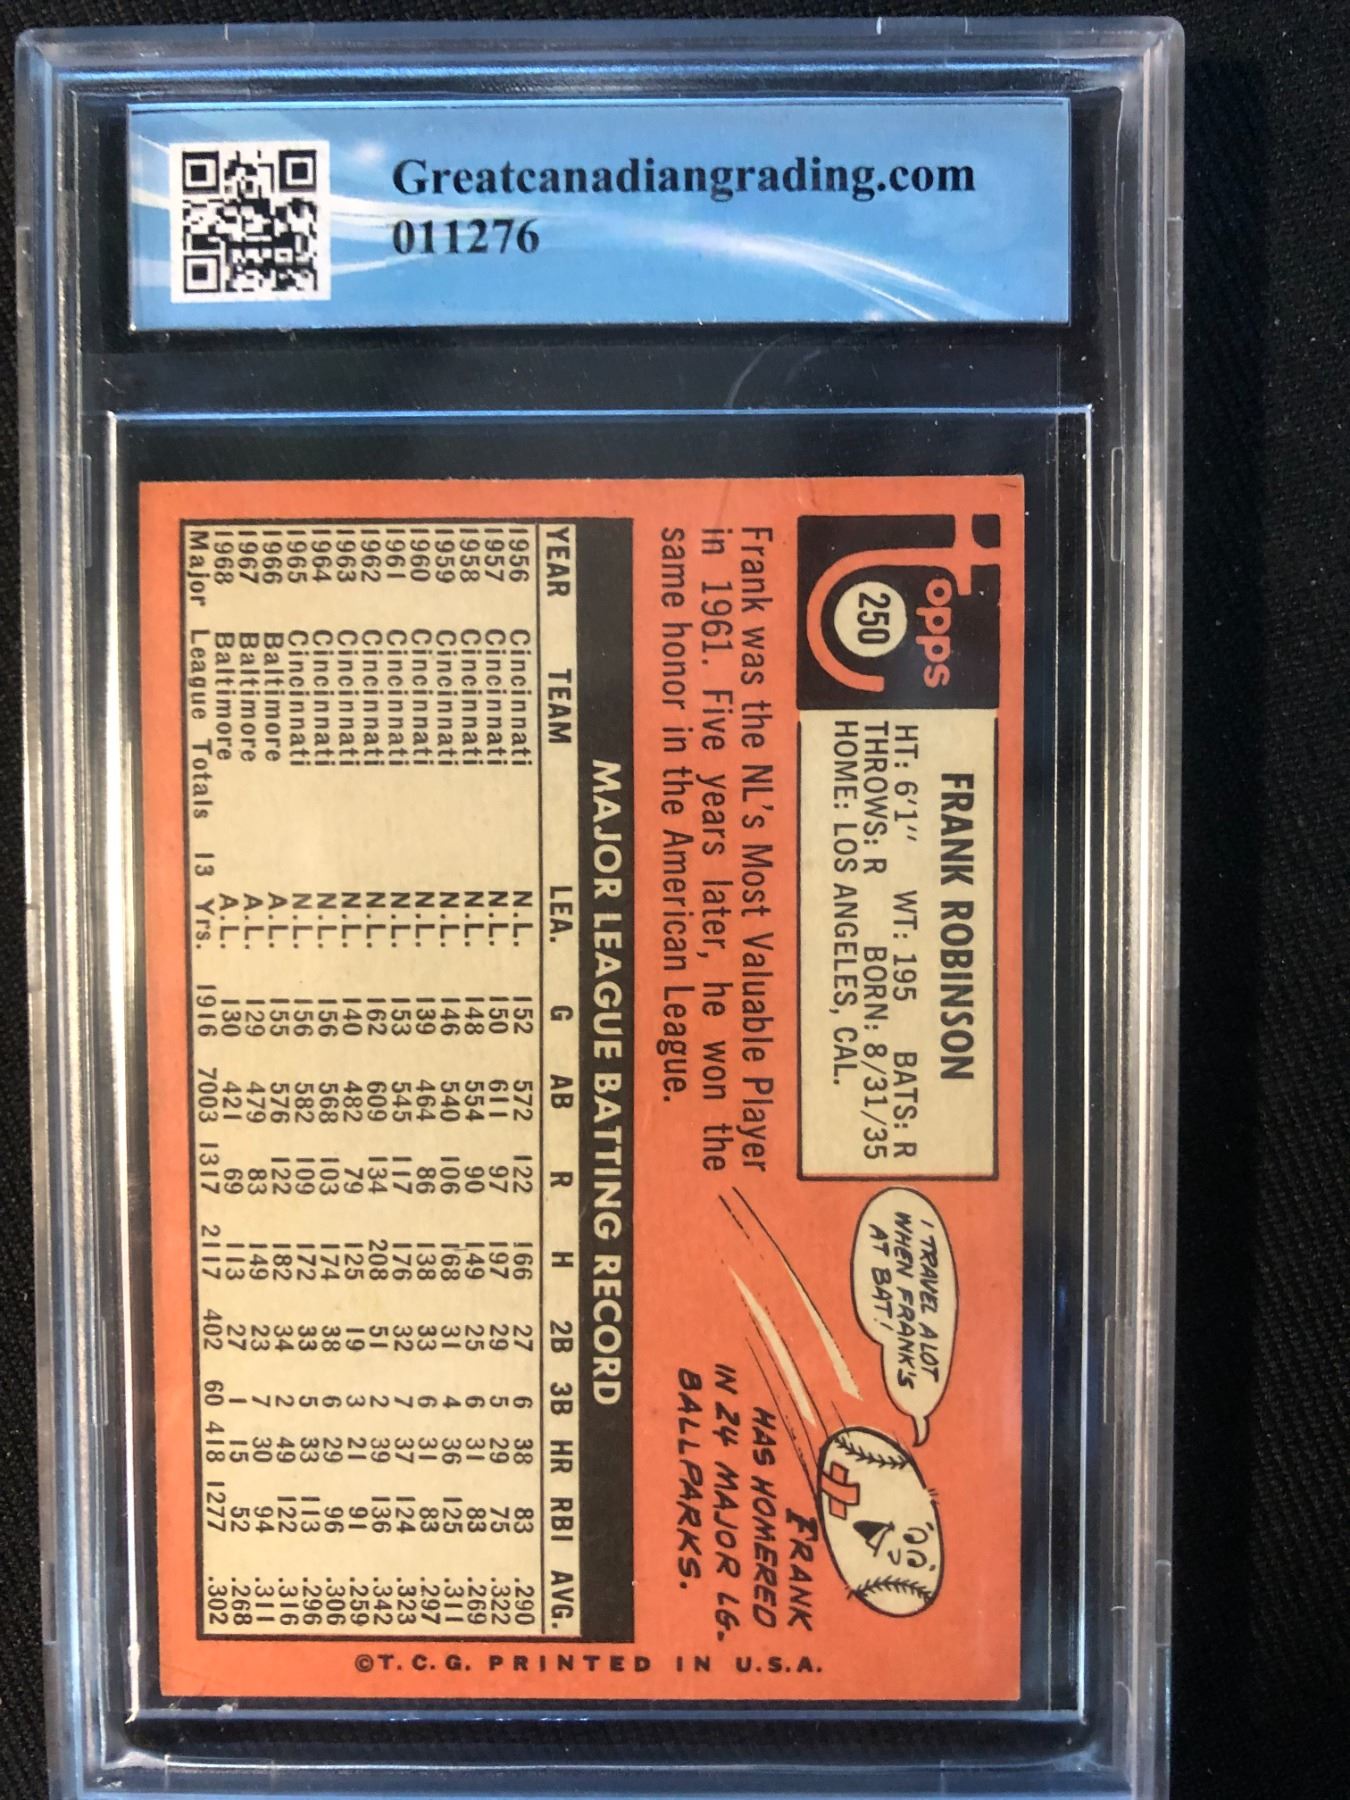 Greatcanadiangrading.com
011276
Topps
250
FRANK ROBINSON
HT: 6'1" WT: 195 BATS: R
THROWS: R BORN: 8/31/35
HOME: LOS ANGELES, CAL.
Frank was the NL's Most Valuable Player
in 1961. Five years later, he won the
same honor in the American League.
I TRAVEL A LOT
WHEN FRANK'S
AT BAT!
FRANK
HAS HOMERED
IN 24 MAJOR LG.
BALLPARKS.
MAJOR LEAGUE BATTING RECORD
YEAR TEAM LEA. G AB R H 2B 3B HR RBI AVG.
1956 Cincinnati N.L. 152 572 122 166 27 6 38 83 .290
1957 Cincinnati N.L. 150 611 97 197 29 5 29 75 .322
1958 Cincinnati N.L. 148 554 90 149 25 6 31 83 .269
1959 Cincinnati N.L. 146 540 106 168 31 4 36 125 .311
1960 Cincinnati N.L. 139 464 86 138 33 6 31 83 .297
1961 Cincinnati N.L. 153 545 117 176 32 7 37 124 .323
1962 Cincinnati N.L. 162 609 134 208 51 2 39 136 .342
1963 Cincinnati N.L. 140 482 79 125 19 3 21 91 .259
1964 Cincinnati N.L. 156 568 103 174 38 6 29 96 .306
1965 Cincinnati N.L. 156 582 109 172 33 5 33 113 .296
1966 Baltimore A.L. 155 576 122 182 34 2 49 122 .316
1967 Baltimore A.L. 129 479 83 149 23 7 30 94 .311
1968 Baltimore A.L. 130 421 69 113 27 1 15 52 .268
Major League Totals 13 Yrs. 1916 7003 1317 2117 402 60 418 1277 .302
©T.C.G. PRINTED IN U.S.A.